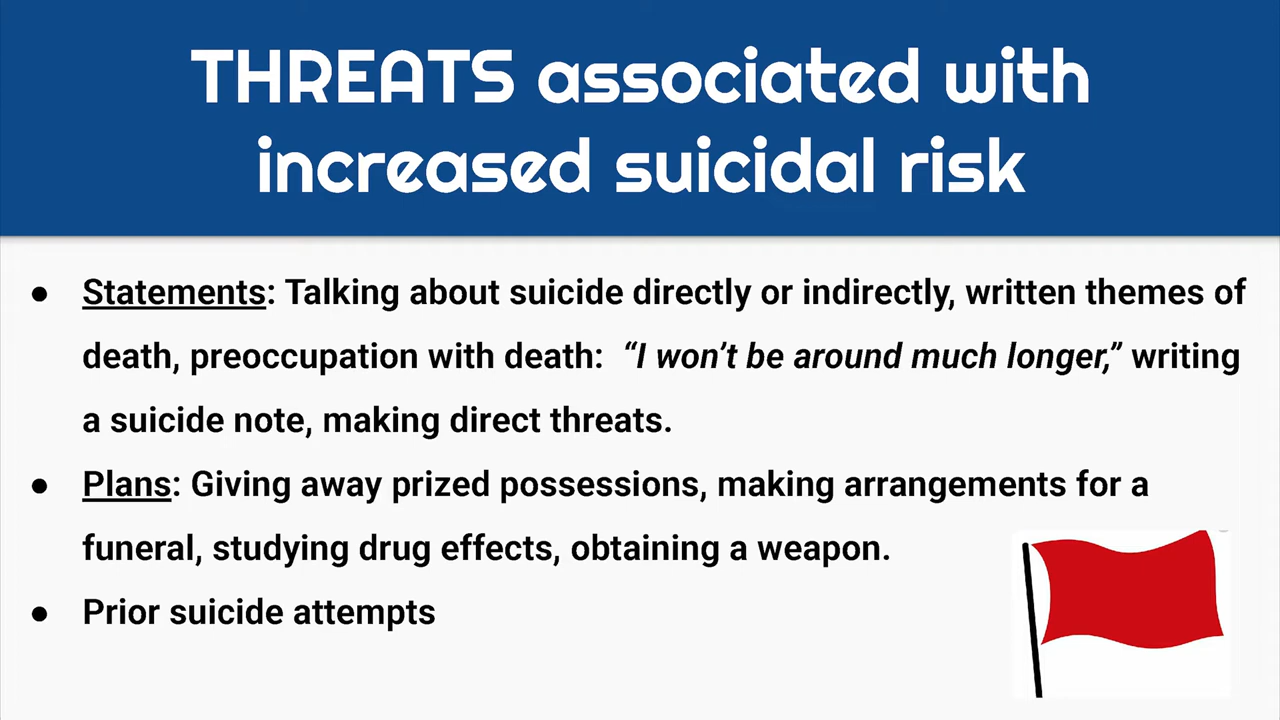 THREATS associated with
increased suicidal risk
● Statements: Talking about suicide directly or indirectly, written themes of
death, preoccupation with death:  “I won’t be around much longer,” writing
a suicide note, making direct threats.
● Plans: Giving away prized possessions, making arrangements for a
funeral, studying drug effects, obtaining a weapon.
● Prior suicide attempts